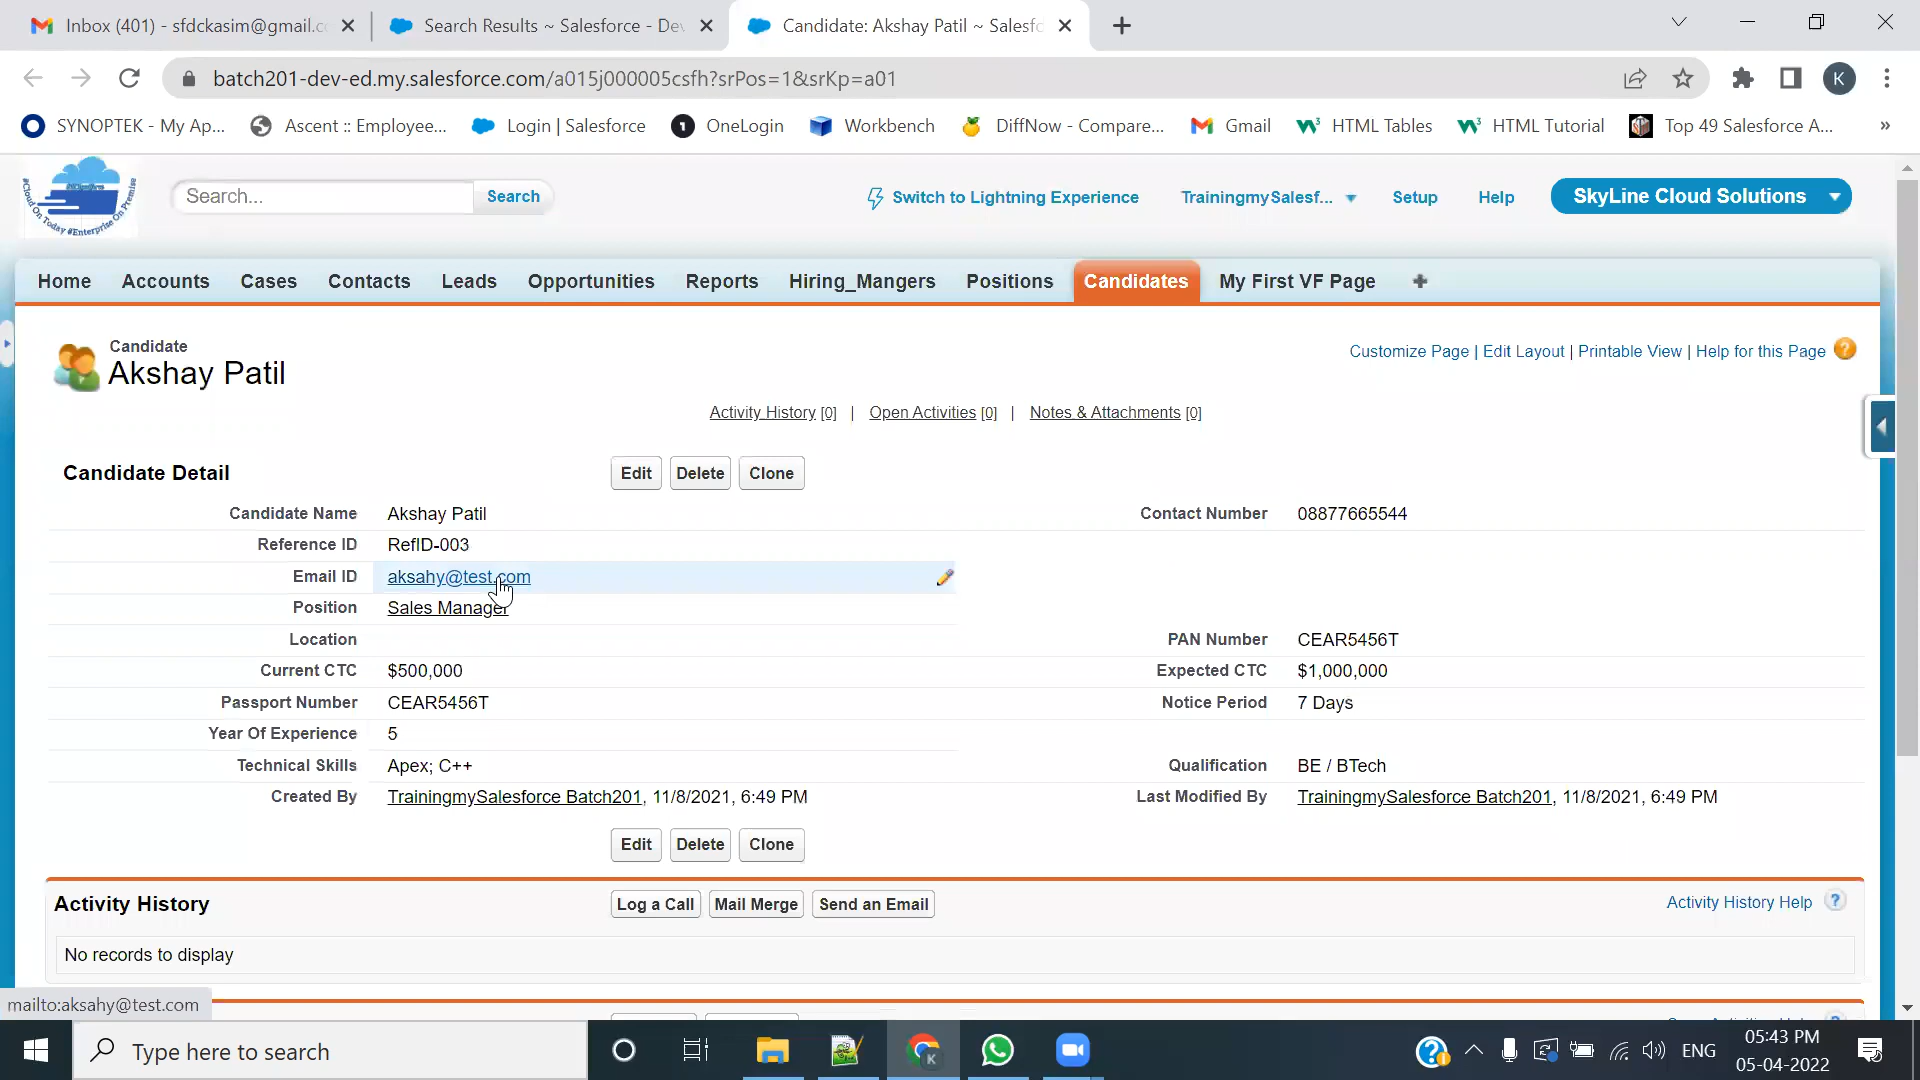 Inbox (401) - sfdckasim@gmail.c
Search Results ~ Salesforce - Dev
Candidate: Akshay Patil ~ Salesfo
batch201-dev-ed.my.salesforce.com/a015j000005csfh?srPos=1&srKp=a01
K
SYNOPTEK - My Ap...
Ascent :: Employee...
Login | Salesforce
OneLogin
Workbench
DiffNow - Compare...
Gmail
HTML Tables
HTML Tutorial
Top 49 Salesforce A...
»
#Cloud On Today #Enterprise On Premise
Search...
Search
Switch to Lightning Experience
TrainingmySalesf...
Setup
Help
SkyLine Cloud Solutions
Home
Accounts
Cases
Contacts
Leads
Opportunities
Reports
Hiring_Mangers
Positions
Candidates
My First VF Page
Candidate
Akshay Patil
Customize Page | Edit Layout | Printable View | Help for this Page
Activity History [0] | Open Activities [0] | Notes & Attachments [0]
Candidate Detail
Edit
Delete
Clone
Candidate Name Akshay Patil
Contact Number 08877665544
Reference ID RefID-003
Email ID aksahy@test.com
Position Sales Manager
Location
PAN Number CEAR5456T
Current CTC $500,000
Expected CTC $1,000,000
Passport Number CEAR5456T
Notice Period 7 Days
Year Of Experience 5
Technical Skills Apex; C++
Qualification BE / BTech
Created By TrainingmySalesforce Batch201, 11/8/2021, 6:49 PM
Last Modified By TrainingmySalesforce Batch201, 11/8/2021, 6:49 PM
Edit
Delete
Clone
Activity History
Log a Call
Mail Merge
Send an Email
Activity History Help
No records to display
mailto:aksahy@test.com
Type here to search
ENG
05:43 PM
05-04-2022